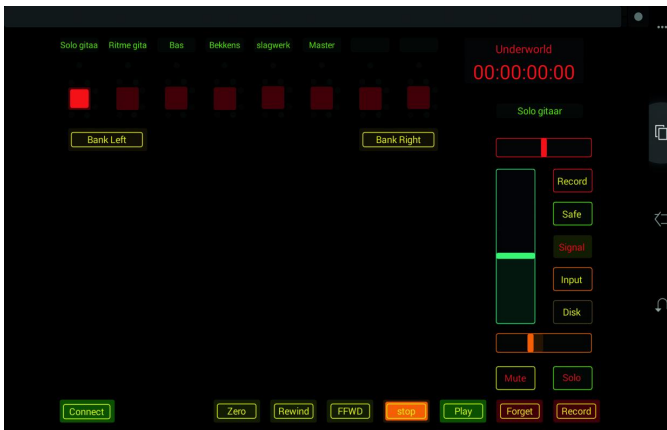 Solo gitaa Ritme gita Bas Bekkens slagwerk Master
Underworld
00:00:00:00
Solo gitaar
Bank Left Bank Right
Record
Safe
Signal
Input
Disk
Mute Solo
Connect Zero Rewind FFWD stop Play Forget Record